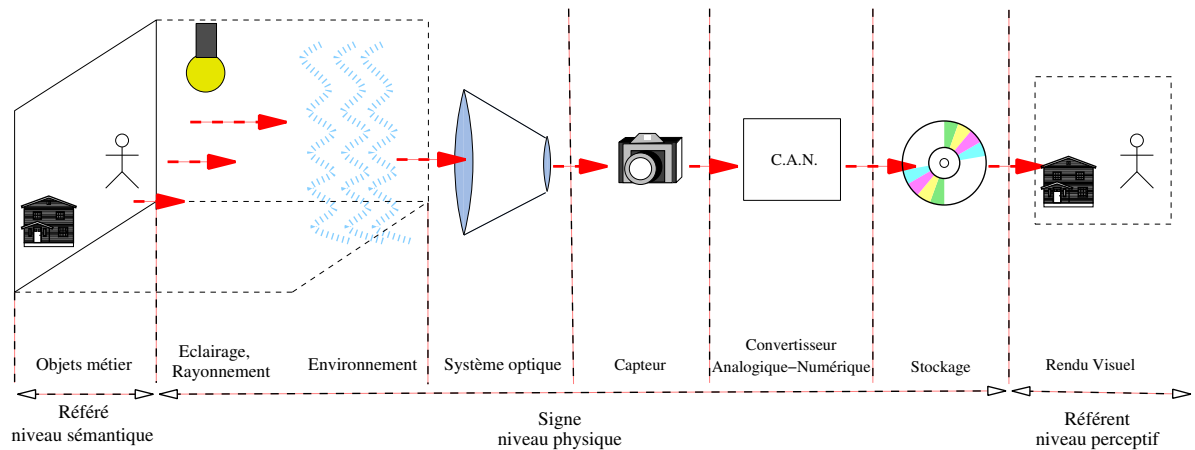 C.A.N.
Objets métier
Eclairage,
Rayonnement
Environnement
Système optique
Capteur
Convertisseur
Analogique−Numérique
Stockage
Rendu Visuel
Référé
niveau sémantique
Signe
niveau physique
Référent
niveau perceptif